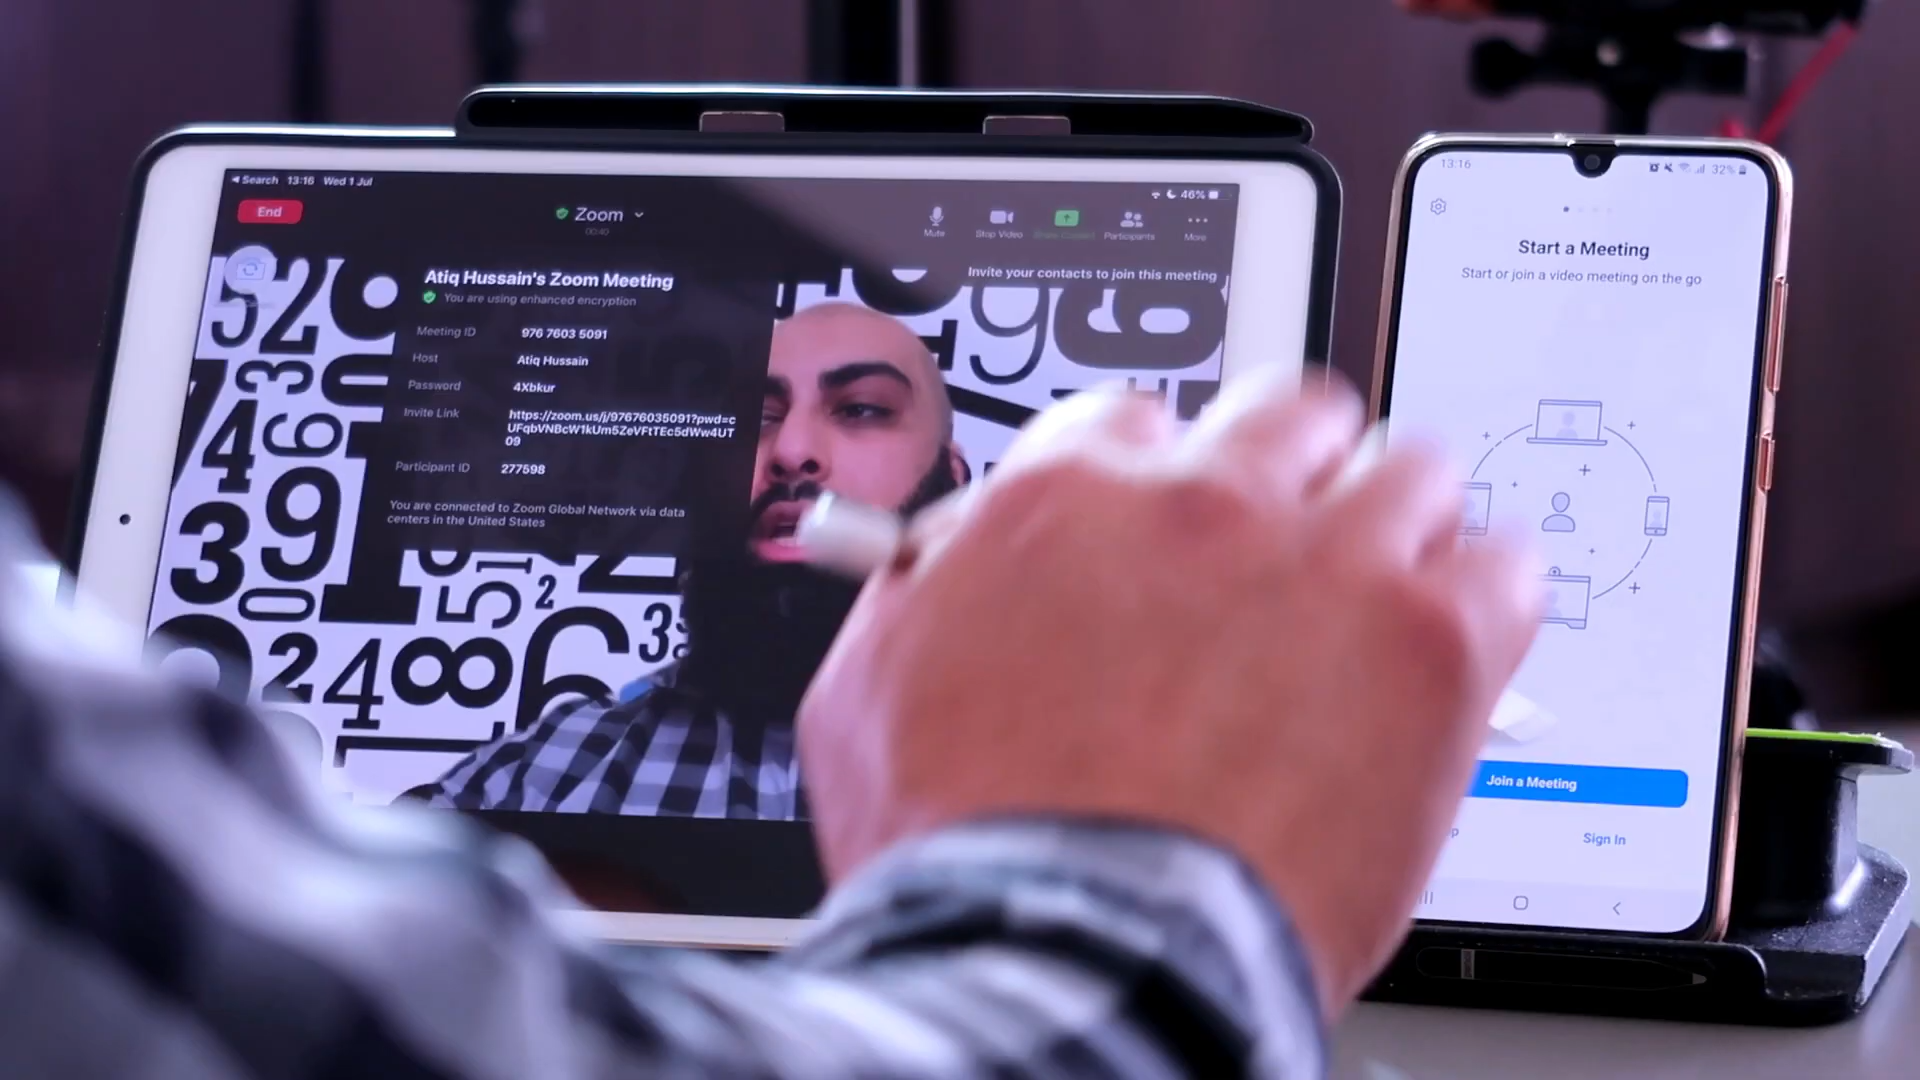 Search 13:16 Wed 1 Jul
46%
End
Zoom
00:40
Mute
Stop Video
Share Content
Participants
More
Atiq Hussain's Zoom Meeting
You are using enhanced encryption
Invite your contacts to join this meeting
Meeting ID 976 7603 5091
Host Atiq Hussain
Password 4Xbkur
Invite Link https://zoom.us/j/97676035091?pwd=c
UFqbVNBcW1kUm5ZeVFtTEc5dWw4UT
09
Participant ID 277598
You are connected to Zoom Global Network via data
centers in the United States
13:16
32%
Start a Meeting
Start or join a video meeting on the go
Join a Meeting
Sign In